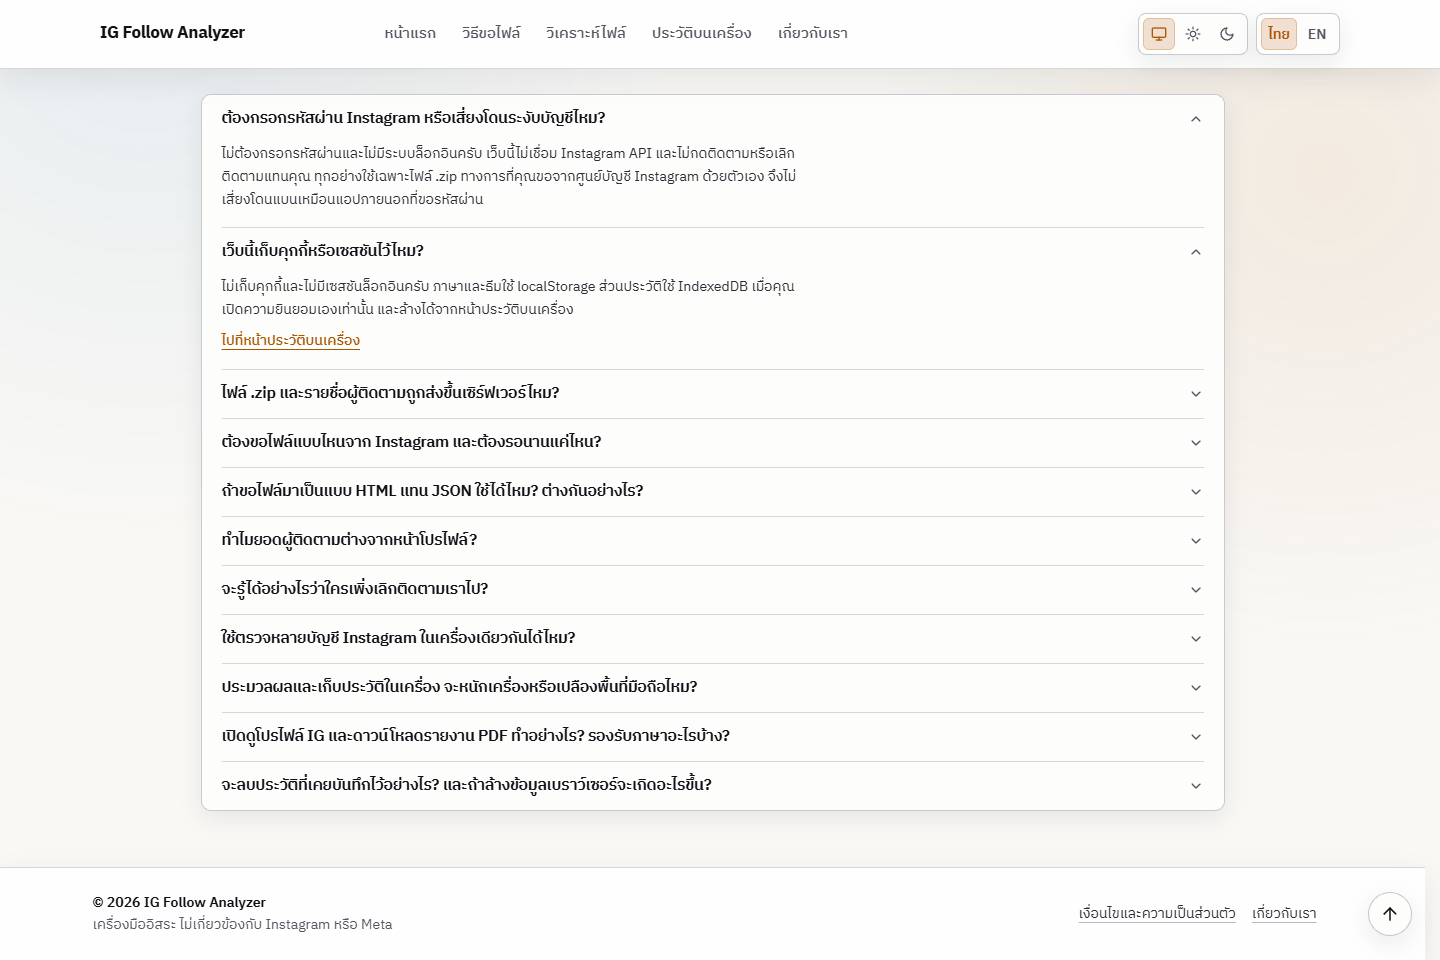 IG Follow Analyzer
หน้าแรก
วิธีขอไฟล์
วิเคราะห์ไฟล์
ประวัติบนเครื่อง
เกี่ยวกับเรา
ไทย
EN
ต้องกรอกรหัสผ่าน Instagram หรือเสี่ยงโดนระงับบัญชีไหม?
ไม่ต้องกรอกรหัสผ่านและไม่มีระบบล็อกอินครับ เว็บนี้ไม่เชื่อม Instagram API และไม่กดติดตามหรือเลิก
ติดตามแทนคุณ ทุกอย่างใช้เฉพาะไฟล์ .zip ทางการที่คุณขอจากศูนย์บัญชี Instagram ด้วยตัวเอง จึงไม่
เสี่ยงโดนแบนเหมือนแอปภายนอกที่ขอรหัสผ่าน
เว็บนี้เก็บคุกกี้หรือเซสชันไว้ไหม?
ไม่เก็บคุกกี้และไม่มีเซสชันล็อกอินครับ ภาษาและธีมใช้ localStorage ส่วนประวัติใช้ IndexedDB เมื่อคุณ
เปิดความยินยอมเองเท่านั้น และล้างได้จากหน้าประวัติบนเครื่อง
ไปที่หน้าประวัติบนเครื่อง
ไฟล์ .zip และรายชื่อผู้ติดตามถูกส่งขึ้นเซิร์ฟเวอร์ไหม?
ต้องขอไฟล์แบบไหนจาก Instagram และต้องรอนานแค่ไหน?
ถ้าขอไฟล์มาเป็นแบบ HTML แทน JSON ใช้ได้ไหม? ต่างกันอย่างไร?
ทำไมยอดผู้ติดตามต่างจากหน้าโปรไฟล์?
จะรู้ได้อย่างไรว่าใครเพิ่งเลิกติดตามเราไป?
ใช้ตรวจหลายบัญชี Instagram ในเครื่องเดียวกันได้ไหม?
ประมวลผลและเก็บประวัติในเครื่อง จะหนักเครื่องหรือเปลืองพื้นที่มือถือไหม?
เปิดดูโปรไฟล์ IG และดาวน์โหลดรายงาน PDF ทำอย่างไร? รองรับภาษาอะไรบ้าง?
จะลบประวัติที่เคยบันทึกไว้อย่างไร? และถ้าล้างข้อมูลเบราว์เซอร์จะเกิดอะไรขึ้น?
© 2026 IG Follow Analyzer
เครื่องมืออิสระ ไม่เกี่ยวข้องกับ Instagram หรือ Meta
เงื่อนไขและความเป็นส่วนตัว
เกี่ยวกับเรา